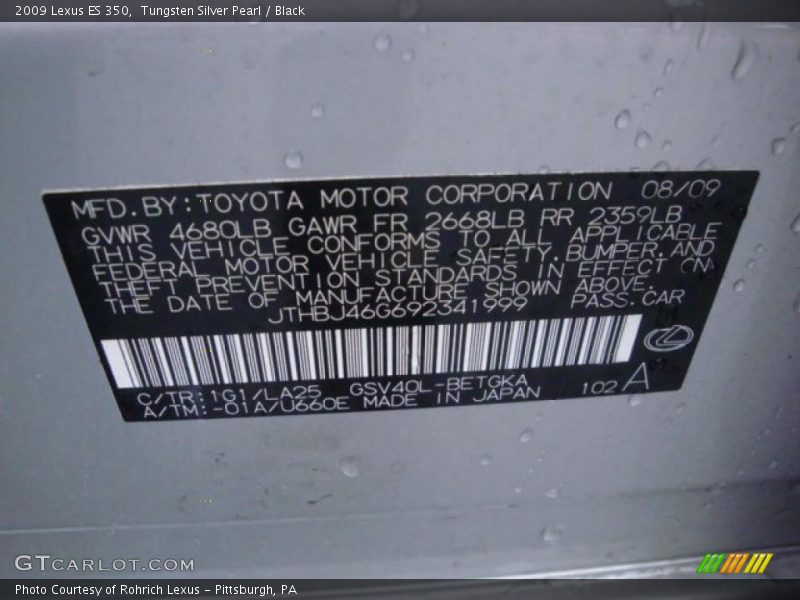 2009 Lexus ES 350, Tungsten Silver Pearl / Black
MFD. BY: TOYOTA MOTOR CORPORATION 08/09
GVWR 4680LB GAWR FR 2668LB RR 2359LB
THIS VEHICLE CONFORMS TO ALL APPLICABLE
FEDERAL MOTOR VEHICLE SAFETY, BUMPER, AND
THEFT PREVENTION STANDARDS IN EFFECT ON
THE DATE OF MANUFACTURE SHOWN ABOVE.
JTHBJ46G692341999 PASS. CAR
C/TR: 1G1/LA25 GSV40L-BETGKA
A/TM: -01A/U660E MADE IN JAPAN 102 A
GTCARLOT.COM
Photo Courtesy of Rohrich Lexus – Pittsburgh, PA